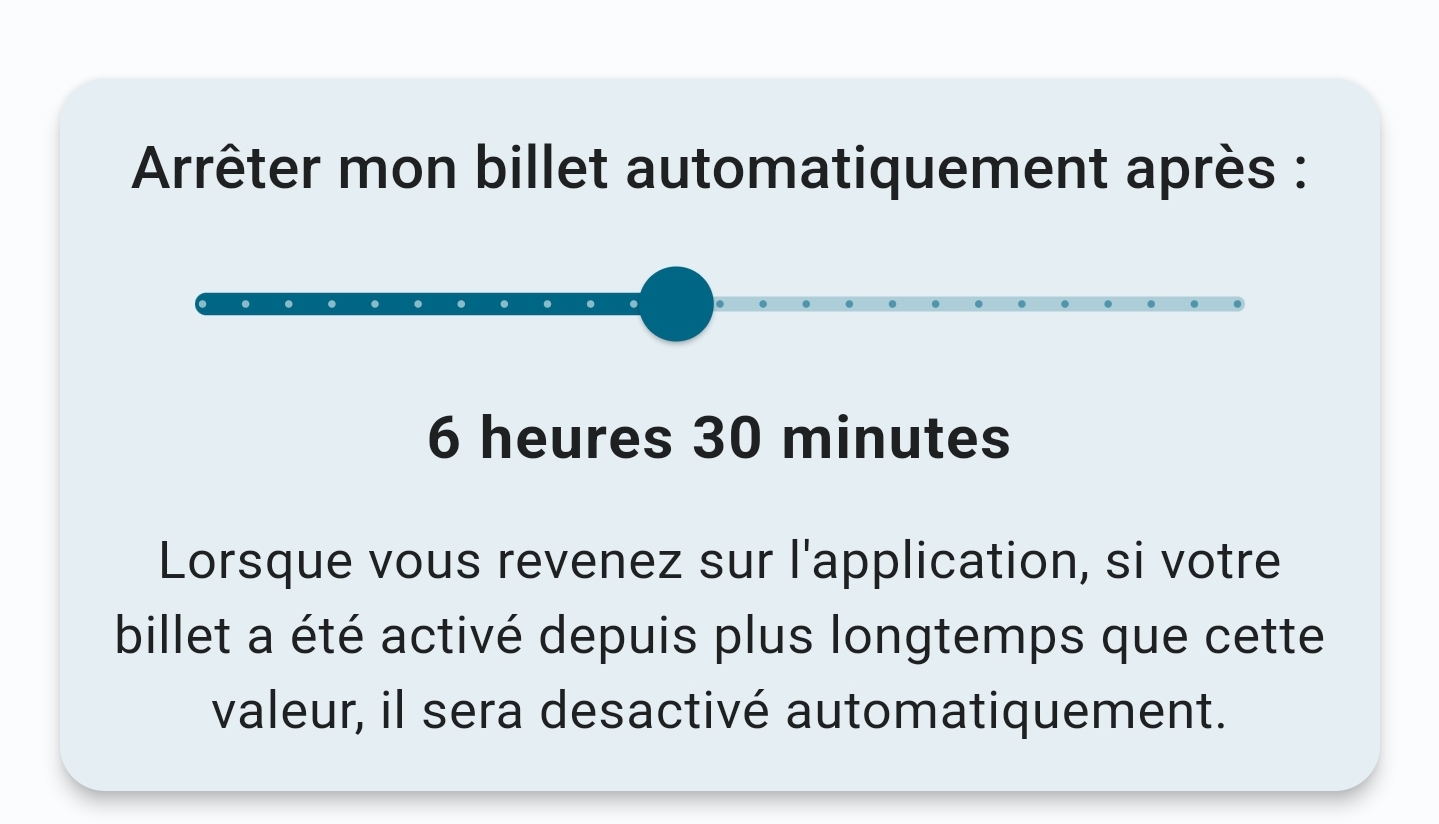 Arrêter mon billet automatiquement après :
6 heures 30 minutes
Lorsque vous revenez sur l'application, si votre
billet a été activé depuis plus longtemps que cette
valeur, il sera desactivé automatiquement.